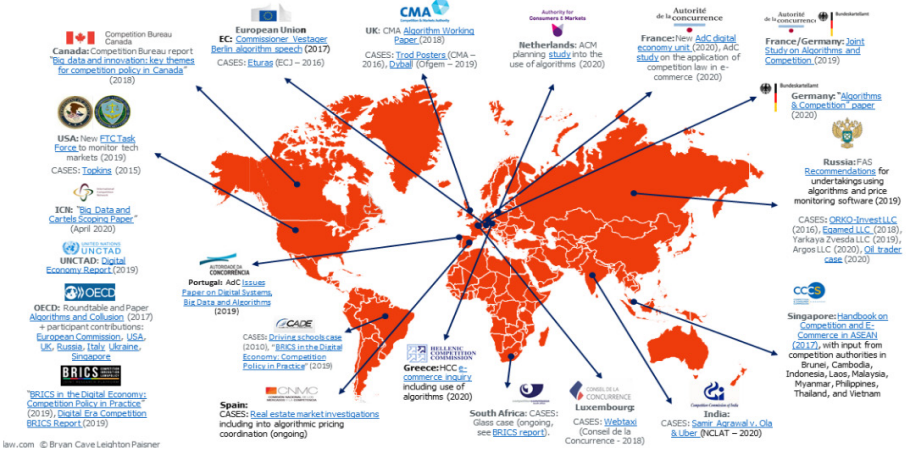 Competition Bureau
Canada
Canada: Competition Bureau report
"Big data and innovation: key themes
for competition policy in Canada"
(2018)
European Union
EC: Commissioner Vestager
Berlin algorithm speech (2017)
CASES: Eturas (ECJ – 2016)
CMA
Competition & Markets Authority
UK: CMA Algorithm Working
Paper (2018)
CASES: Trod Posters (CMA –
2016), Dyball (Ofgem – 2019)
Authority for
Consumers & Markets
Netherlands: ACM
planning study into the
use of algorithms (2020)
Autorité
de la concurrence
France: New AdC digital
economy unit (2020), AdC
study on the application of
competition law in e-
commerce (2020)
Autorité
de la concurrence
Bundeskartellamt
France/Germany: Joint
Study on Algorithms and
Competition (2019)
Bundeskartellamt
Germany: "Algorithms
& Competition" paper
(2020)
USA: New FTC Task
Force to monitor tech
markets (2019)
CASES: Topkins (2015)
Russia: FAS
Recommendations for
undertakings using
algorithms and price
monitoring software (2019)
CASES: ORKO-Invest LLC
(2016), Egamed LLC (2018),
Yarkaya Zvesda LLC (2019),
Argos LLC (2020), Oil trader
case (2020)
ICN: "Big Data and
Cartels Scoping Paper"
(April 2020)
UNITED NATIONS
UNCTAD
UNCTAD: Digital
Economy Report (2019)
AUTORIDADE DA
CONCORRÊNCIA
Portugal: AdC Issues
Paper on Digital Systems,
Big Data and Algorithms
(2019)
OECD
OECD: Roundtable and Paper
Algorithms and Collusion (2017)
+ participant contributions:
European Commission, USA,
UK, Russia, Italy, Ukraine,
Singapore
CADE
CASES: Driving schools case
(2010), "BRICS in the Digital
Economy: Competition
Policy in Practice" (2019)
CCCS
Singapore: Handbook on
Competition and E-
Commerce in ASEAN
(2017), with input from
competition authorities in
Brunei, Cambodia,
Indonesia, Laos, Malaysia,
Myanmar, Philippines,
Thailand, and Vietnam
HELLENIC
COMPETITION
COMMISSION
Greece: HCC e-
commerce inquiry
including use of
algorithms (2020)
BRICS
"BRICS in the Digital Economy:
Competition Policy in Practice"
(2019), Digital Era Competition
BRICS Report (2019)
CNMC
Spain:
CASES: Real estate market investigations
including into algorithmic pricing
coordination (ongoing)
South Africa: CASES:
Glass case (ongoing,
see BRICS report).
CONSEIL DE LA
CONCURRENCE
Luxembourg:
CASES: Webtaxi
(Conseil de la
Concurrence - 2018)
Competition Commission of India
India:
CASES: Samir Agrawal v. Ola
& Uber (NCLAT – 2020)
law.com © Bryan Cave Leighton Paisner